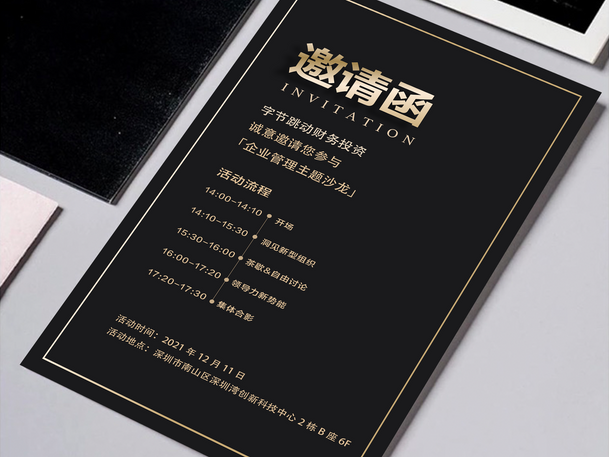 邀请函
INVITATION
字节跳动财务投资
诚意邀请您参与
「企业管理主题沙龙」
活动流程
14:00-14:10 开场
14:10-15:30 洞见新型组织
15:30-16:00 茶歇&自由讨论
16:00-17:20 领导力新势能
17:20-17:30 集体合影
活动时间：2021 年 12 月 11 日
活动地点：深圳市南山区深圳湾创新科技中心 2 栋 B 座 6F